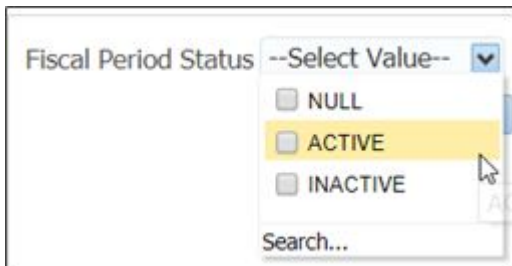 Fiscal Period Status --Select Value--
NULL
ACTIVE
INACTIVE
Search...